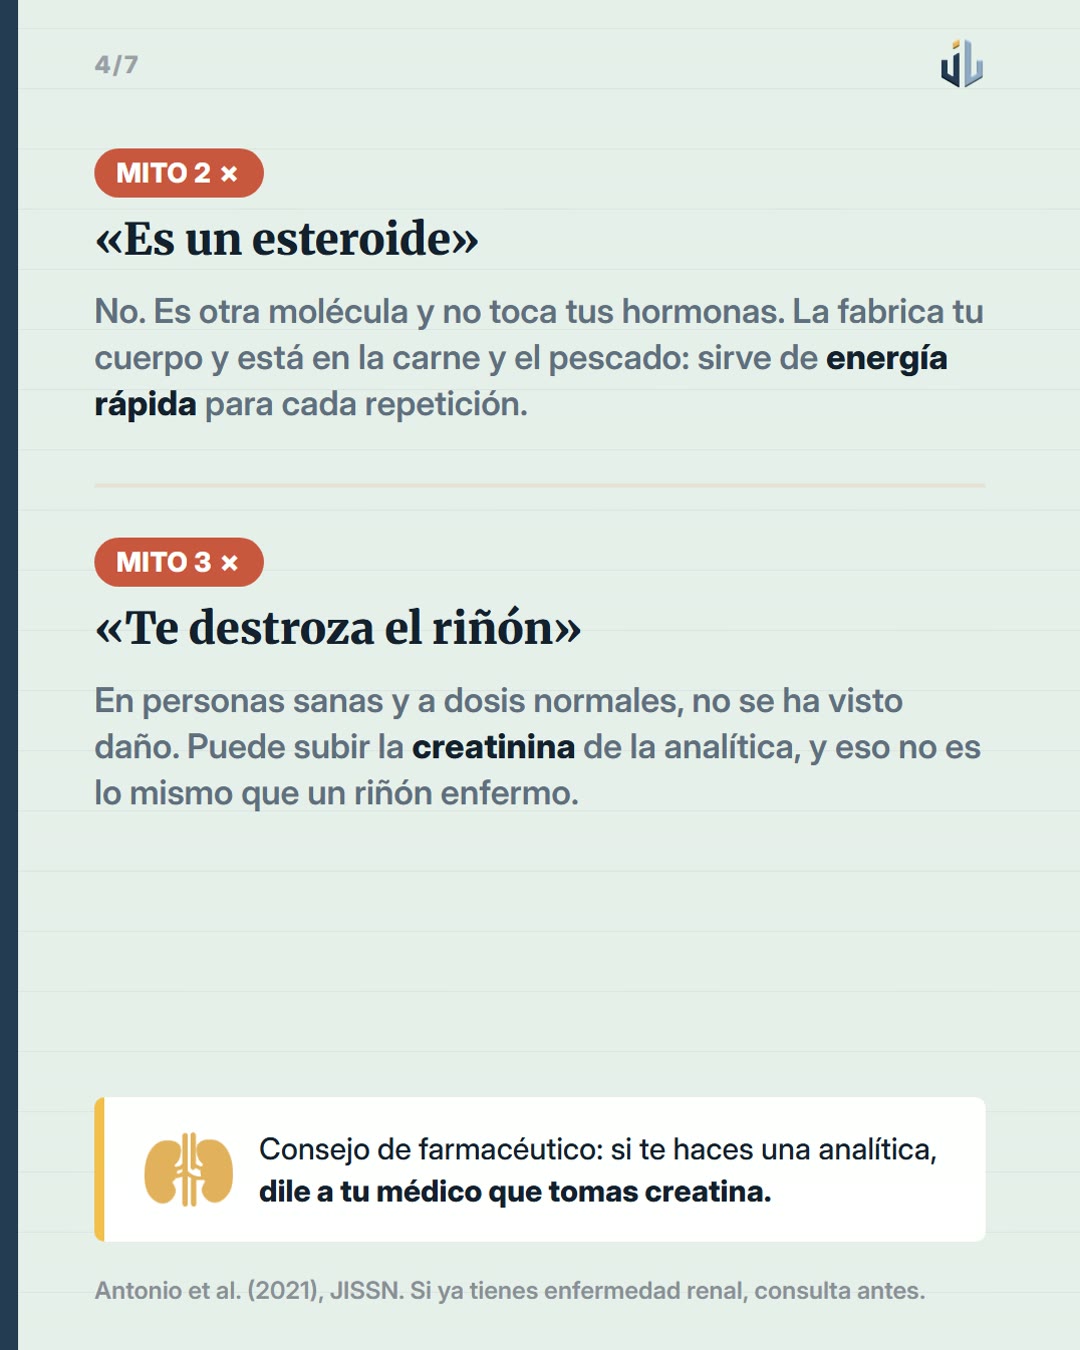 4/7
MITO 2 ×
«Es un esteroide»
No. Es otra molécula y no toca tus hormonas. La fabrica tu
cuerpo y está en la carne y el pescado: sirve de energía
rápida para cada repetición.
MITO 3 ×
«Te destroza el riñón»
En personas sanas y a dosis normales, no se ha visto
daño. Puede subir la creatinina de la analítica, y eso no es
lo mismo que un riñón enfermo.
Consejo de farmacéutico: si te haces una analítica,
dile a tu médico que tomas creatina.
Antonio et al. (2021), JISSN. Si ya tienes enfermedad renal, consulta antes.